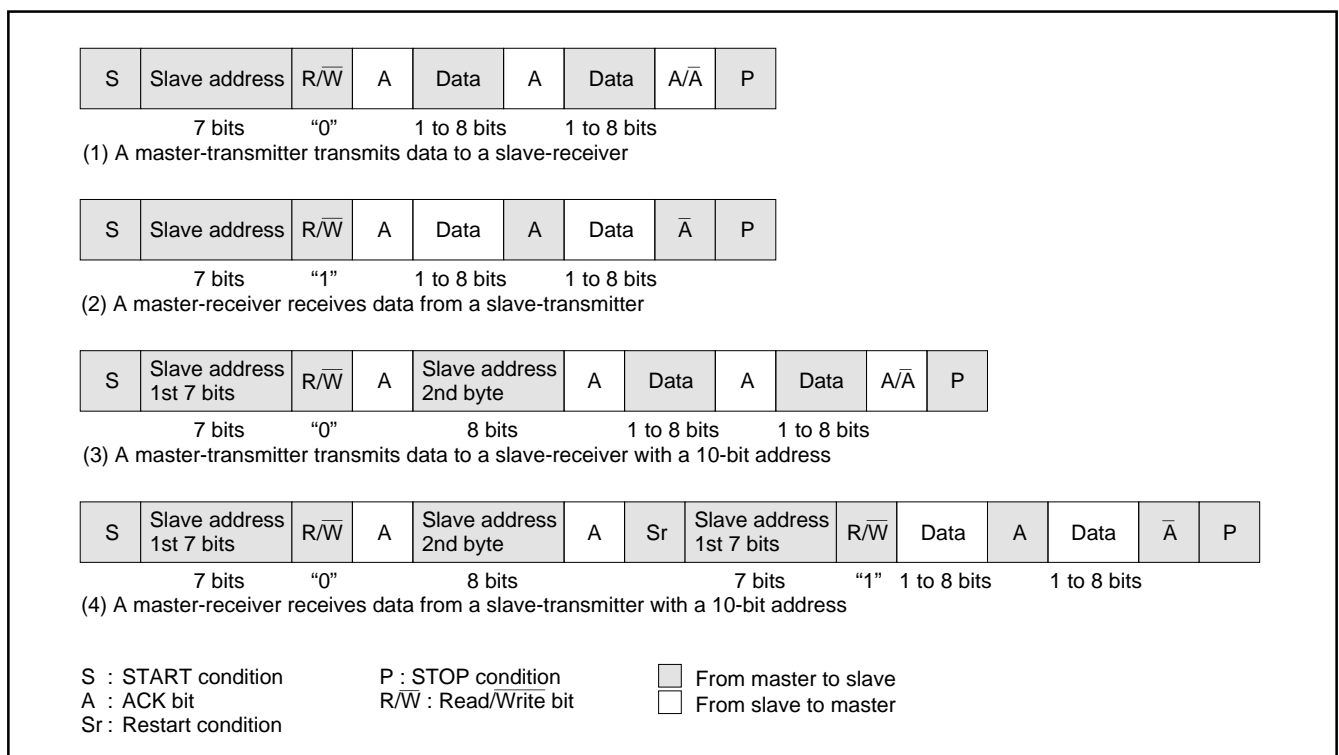 S Slave address R/W̅ A Data A Data A/A̅ P
7 bits “0” 1 to 8 bits 1 to 8 bits
(1) A master-transmitter transmits data to a slave-receiver
S Slave address R/W̅ A Data A Data A̅ P
7 bits “1” 1 to 8 bits 1 to 8 bits
(2) A master-receiver receives data from a slave-transmitter
S Slave address 1st 7 bits R/W̅ A Slave address 2nd byte A Data A Data A/A̅ P
7 bits “0” 8 bits 1 to 8 bits 1 to 8 bits
(3) A master-transmitter transmits data to a slave-receiver with a 10-bit address
S Slave address 1st 7 bits R/W̅ A Slave address 2nd byte A Sr Slave address 1st 7 bits R/W̅ Data A Data A̅ P
7 bits “0” 8 bits 7 bits “1” 1 to 8 bits 1 to 8 bits
(4) A master-receiver receives data from a slave-transmitter with a 10-bit address
S : START condition P : STOP condition From master to slave
A : ACK bit R/W̅ : Read/W̅r̅i̅t̅e̅ bit From slave to master
Sr : Restart condition